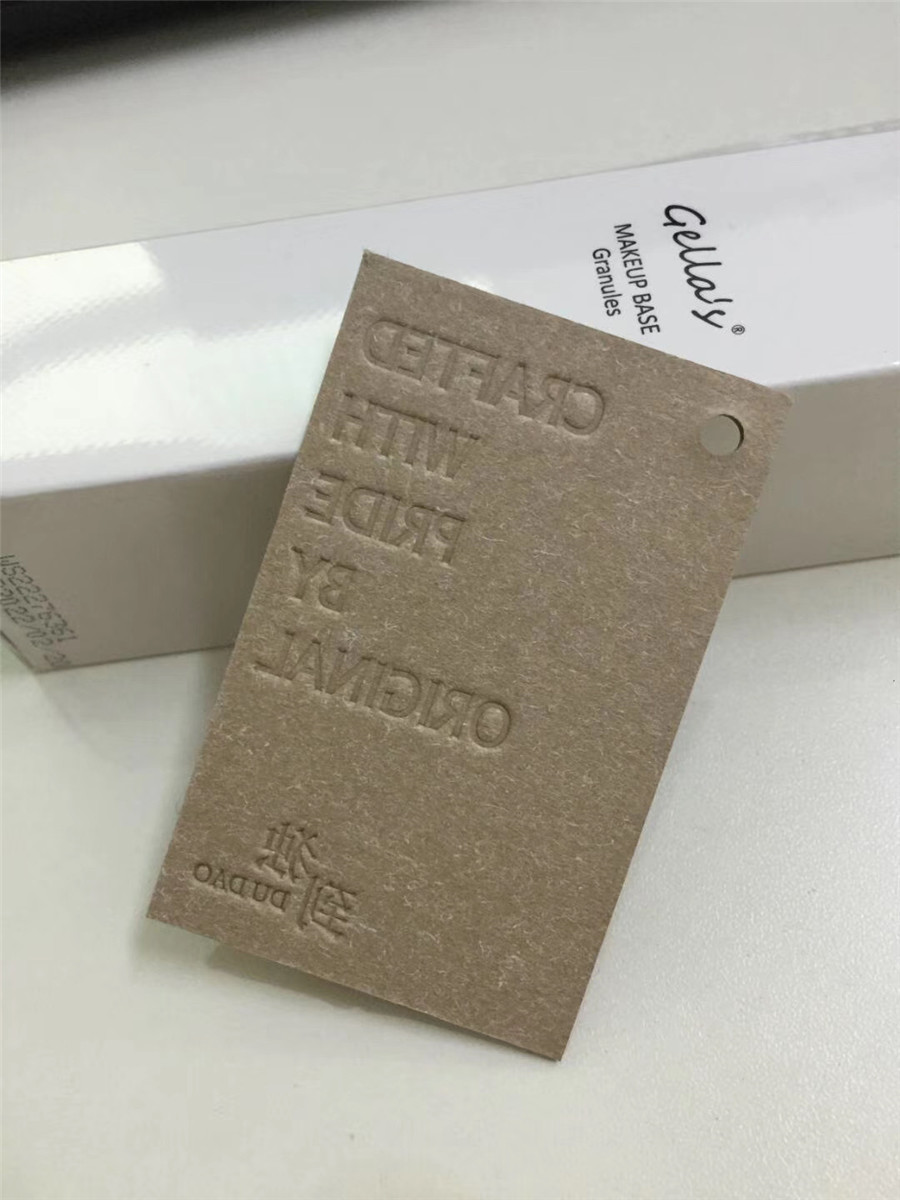 Gella's®
MAKEUP BASE
Granules
CRAFTED
WITH
PRIDE
BY
ORIGINAL
独
到
DU DAO